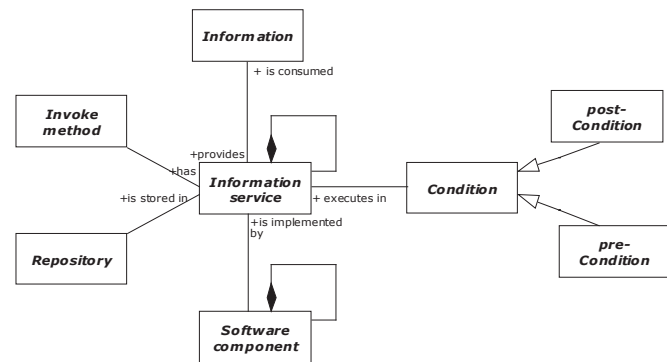 Information
+ is consumed
Invoke
method
post-
Condition
+provides
+has
Information
service
+is stored in
+ executes in
Condition
+is implemented
by
Repository
pre-
Condition
Software
component